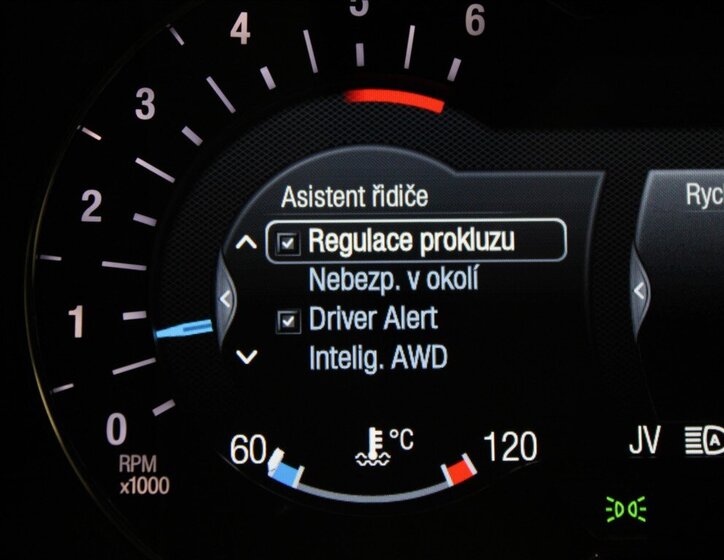 5
4
6
3
2
1
0
RPM
x1000
Asistent řidiče
Regulace prokluzu
Nebezp. v okolí
Driver Alert
Intelig. AWD
60
°C
120
Ryc
JV
A